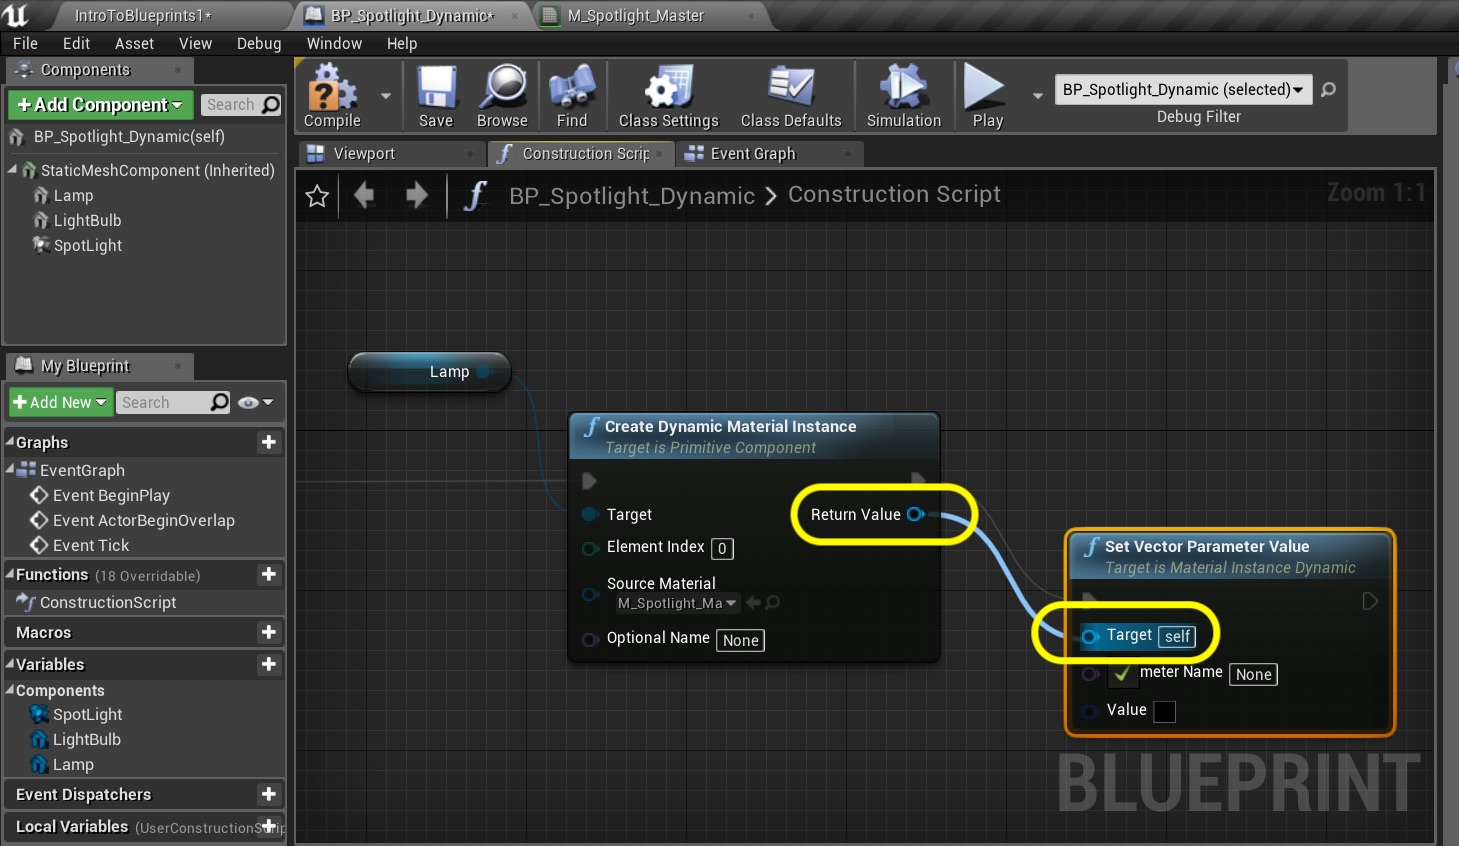 IntroToBlueprints1*
BP_Spotlight_Dynamic*
M_Spotlight_Master
File Edit Asset View Debug Window Help
Components
+Add Component
Search
BP_Spotlight_Dynamic(self)
StaticMeshComponent (Inherited)
Lamp
LightBulb
SpotLight
Compile
Save
Browse
Find
Class Settings
Class Defaults
Simulation
Play
BP_Spotlight_Dynamic (selected)
Debug Filter
Viewport
Construction Scrip
Event Graph
BP_Spotlight_Dynamic > Construction Script
Zoom 1:1
My Blueprint
+Add New
Search
Graphs
EventGraph
Event BeginPlay
Event ActorBeginOverlap
Event Tick
Functions (18 Overridable)
ConstructionScript
Macros
Variables
Components
SpotLight
LightBulb
Lamp
Event Dispatchers
Local Variables (UserConstructionScrip
Lamp
Create Dynamic Material Instance
Target is Primitive Component
Target
Return Value
Element Index 0
Source Material
M_Spotlight_Ma
Optional Name None
Set Vector Parameter Value
Target is Material Instance Dynamic
Target self
meter Name None
Value
BLUEPRINT